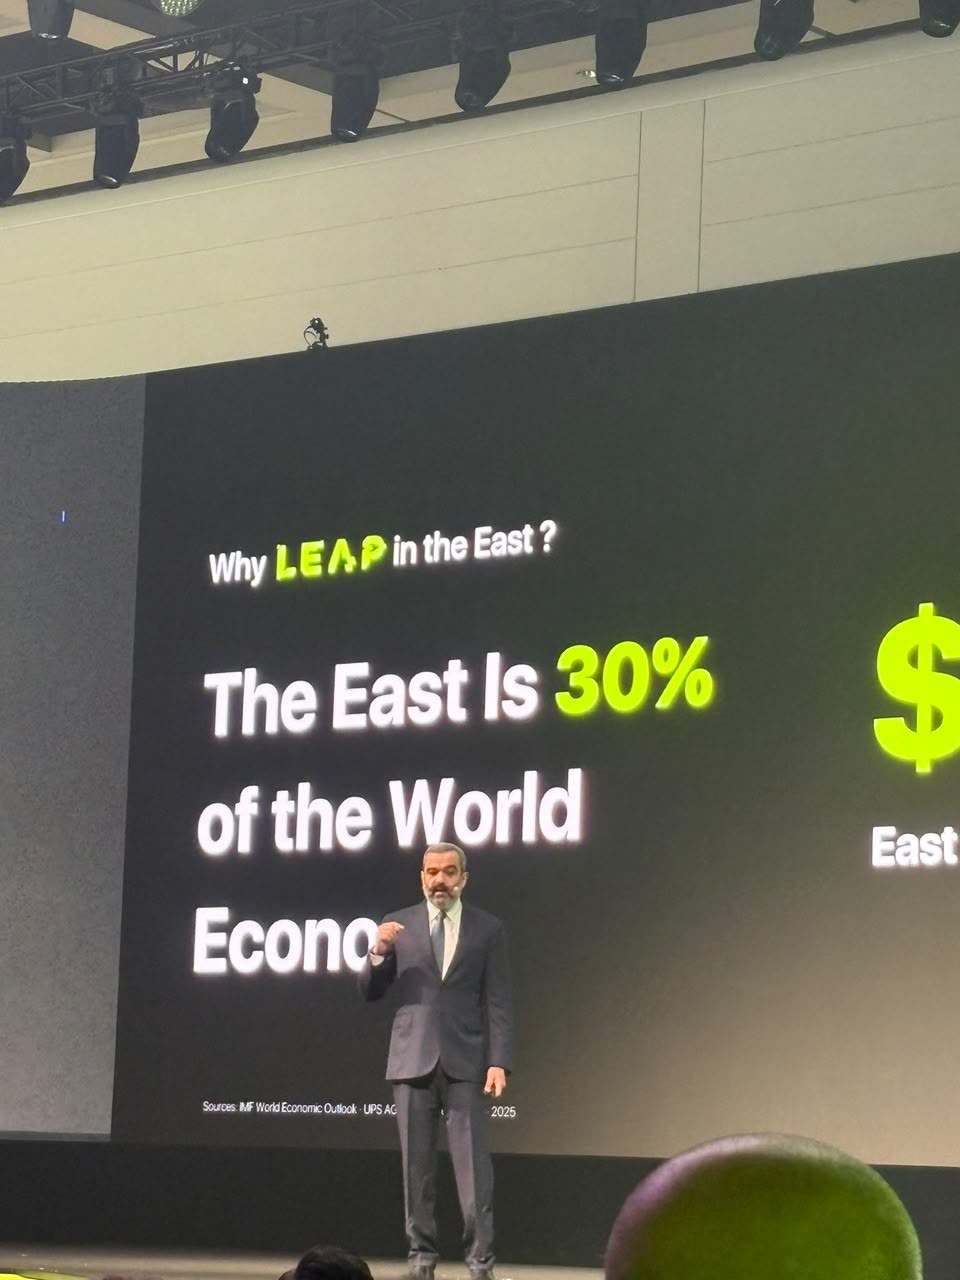 Why LEAP in the East ?
The East Is 30%
of the World
Econo
Sources: IMF World Economic Outlook · UPS AG 2025
$
East